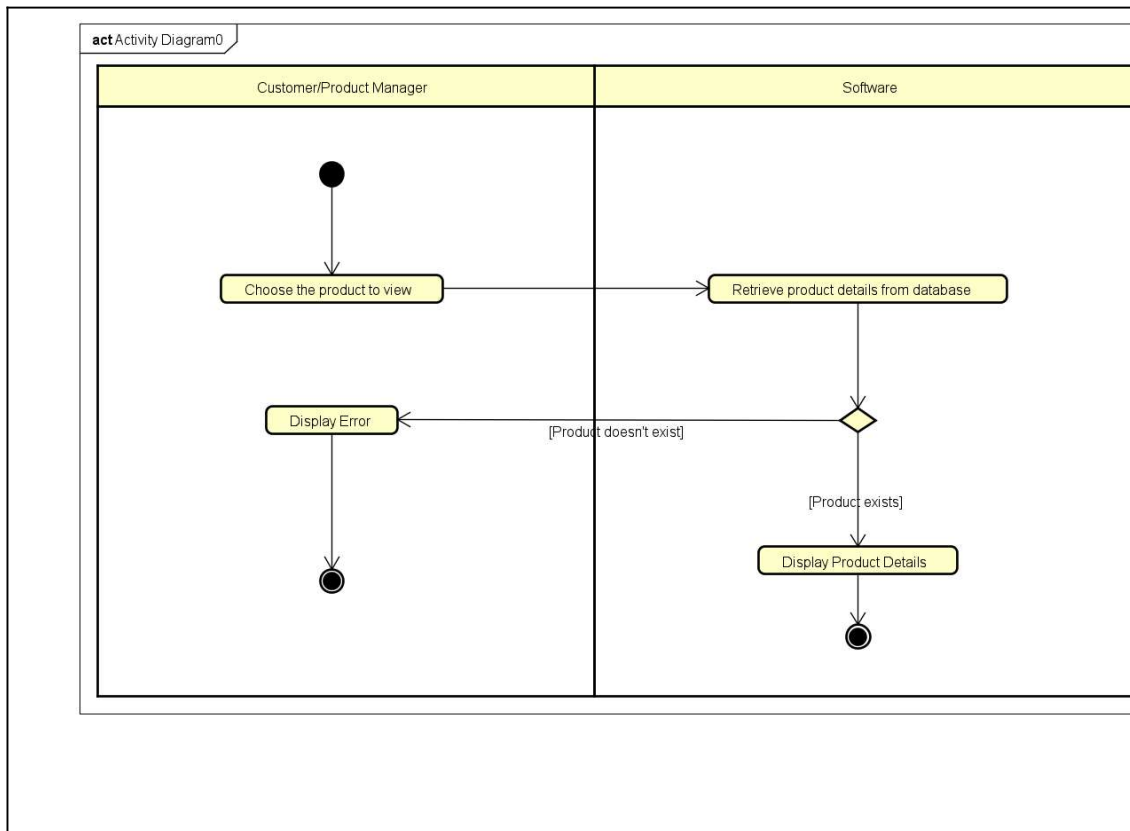 act Activity Diagram0
Customer/Product Manager
Software
Choose the product to view
Retrieve product details from database
Display Error
[Product doesn't exist]
[Product exists]
Display Product Details